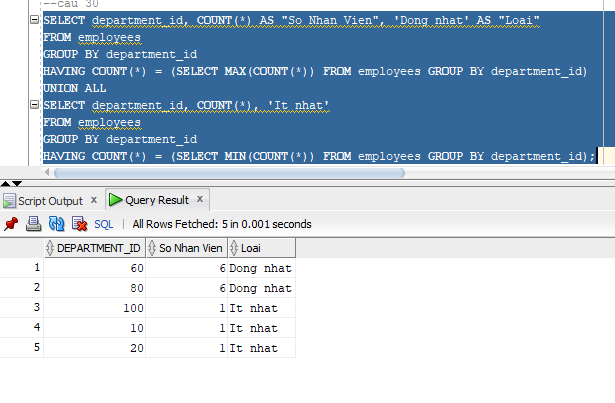 --cau 30
SELECT department_id, COUNT(*) AS "So Nhan Vien", 'Dong nhat' AS "Loai"
FROM employees
GROUP BY department_id
HAVING COUNT(*) = (SELECT MAX(COUNT(*)) FROM employees GROUP BY department_id)
UNION ALL
SELECT department_id, COUNT(*), 'It nhat'
FROM employees
GROUP BY department_id
HAVING COUNT(*) = (SELECT MIN(COUNT(*)) FROM employees GROUP BY department_id);
Script Output x Query Result x
SQL | All Rows Fetched: 5 in 0.001 seconds
DEPARTMENT_ID So Nhan Vien Loai
1 60 6 Dong nhat
2 80 6 Dong nhat
3 100 1 It nhat
4 10 1 It nhat
5 20 1 It nhat